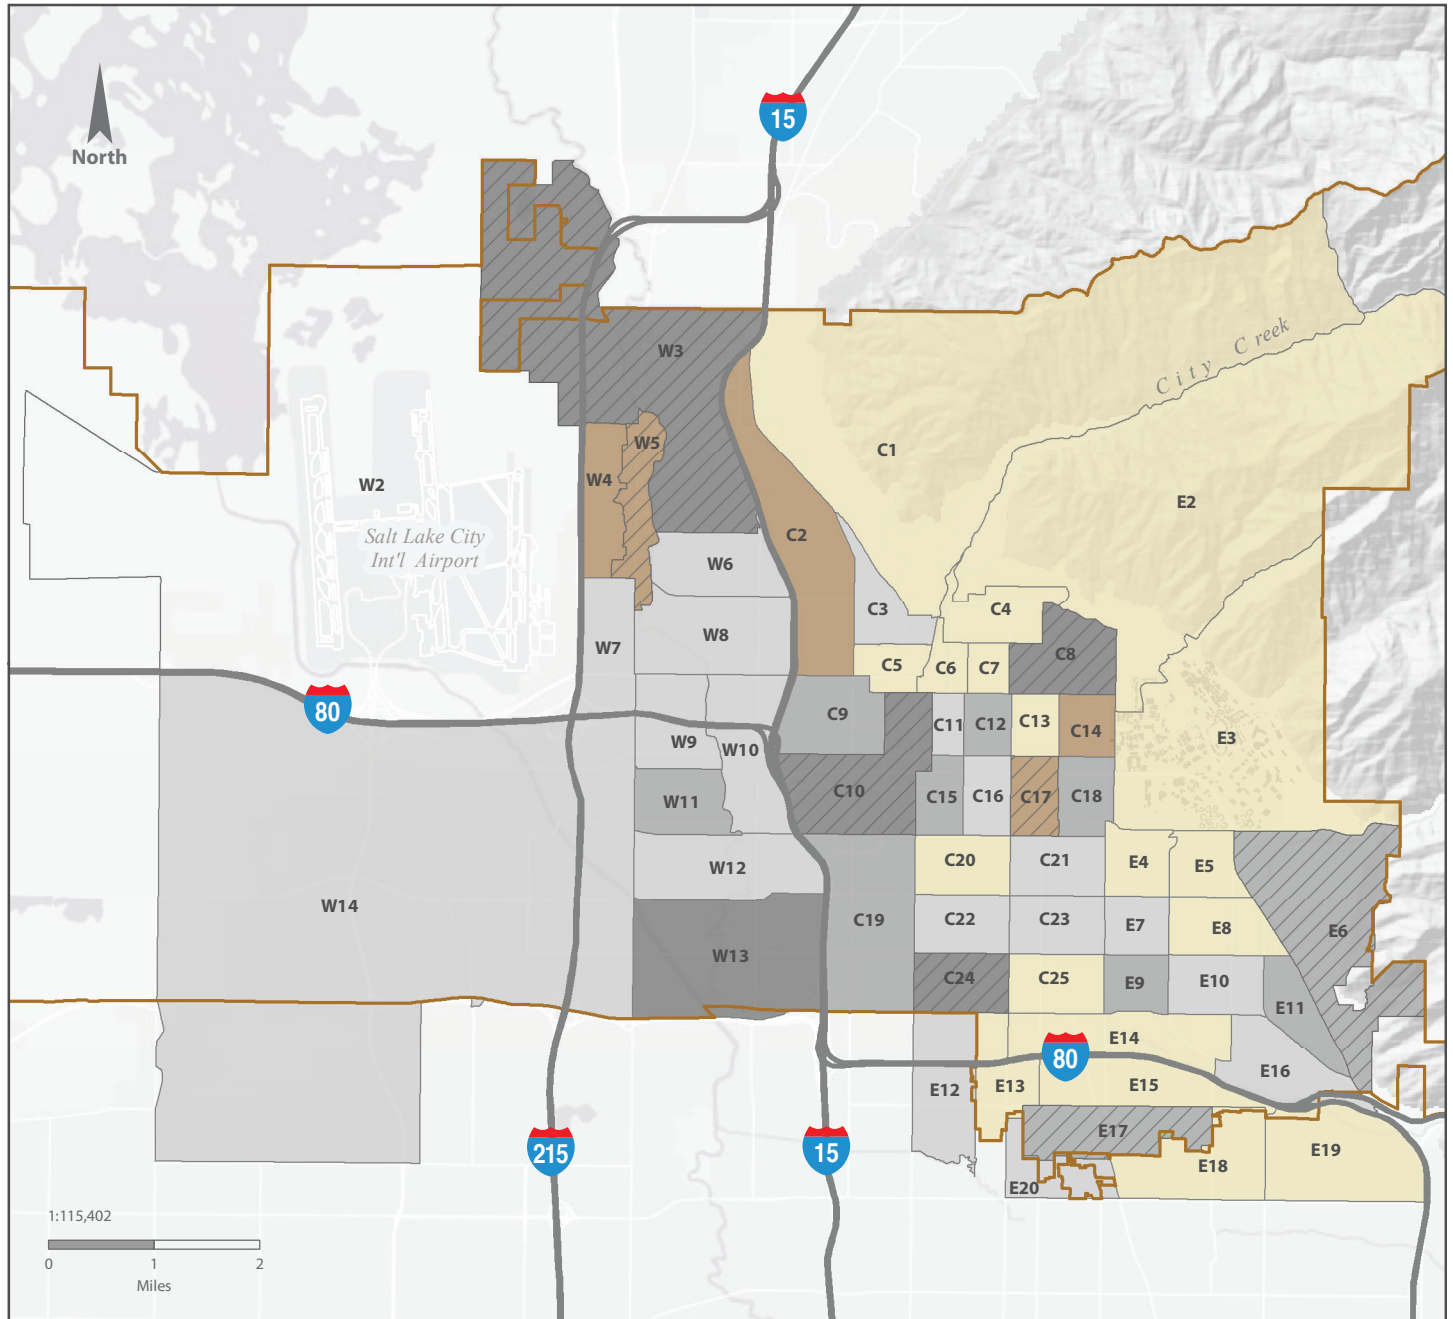 15
North
W3
City Creek
C1
W5
W4
W2
E2
Salt Lake City
Int'l Airport
C2
W6
C3
C4
W8
W7
C8
C5
C6
C7
80
C9
C11
C12
C13
C14
E3
W9
W10
C10
C15
C16
C17
C18
W11
C20
C21
E4
E5
W12
W14
C19
C22
C23
E7
E8
E6
W13
C24
C25
E9
E10
E11
E14
80
E16
E12
E13
E15
E17
215
15
E18
E19
E20
1:115,402
0 1 2
Miles